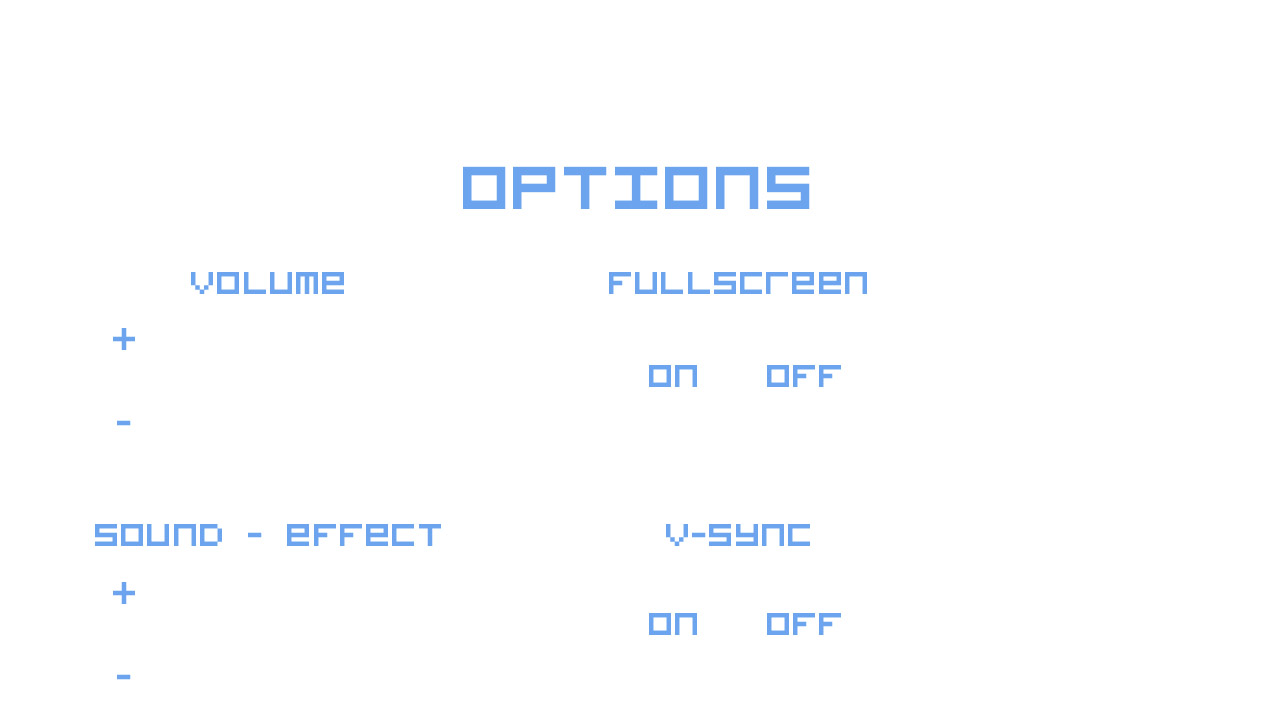 OPTIONS
VOLUME FULLSCREEN
+
ON OFF
-
SOUND - EFFECT V-SYNC
+
ON OFF
-